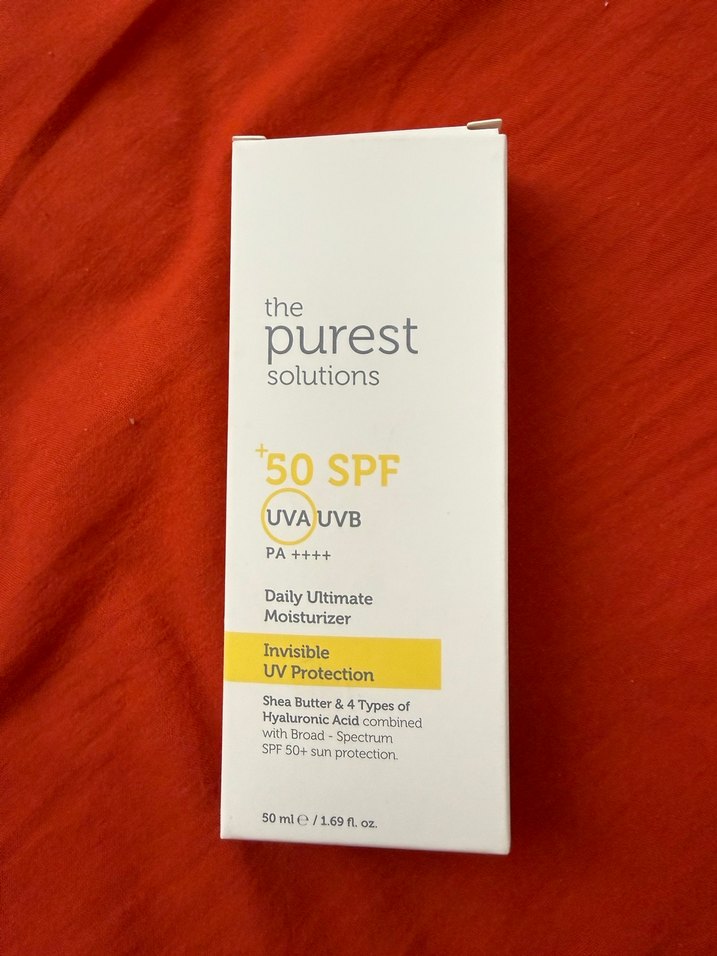 the
purest
solutions
+50 SPF
UVA UVB
PA ++++
Daily Ultimate
Moisturizer
Invisible
UV Protection
Shea Butter & 4 Types of
Hyaluronic Acid combined
with Broad - Spectrum
SPF 50+ sun protection.
50 ml ℮ / 1.69 fl. oz.